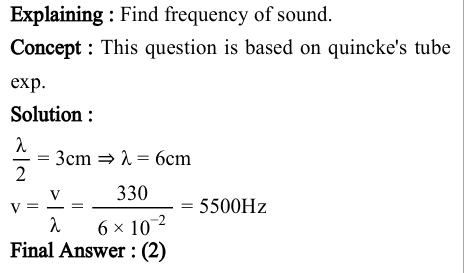 Explaining : Find frequency of sound.
Concept : This question is based on quincke's tube
exp.
Solution :
λ/2 = 3cm ⇒ λ = 6cm
v = v/λ = 330/(6 × 10⁻²) = 5500Hz
Final Answer : (2)